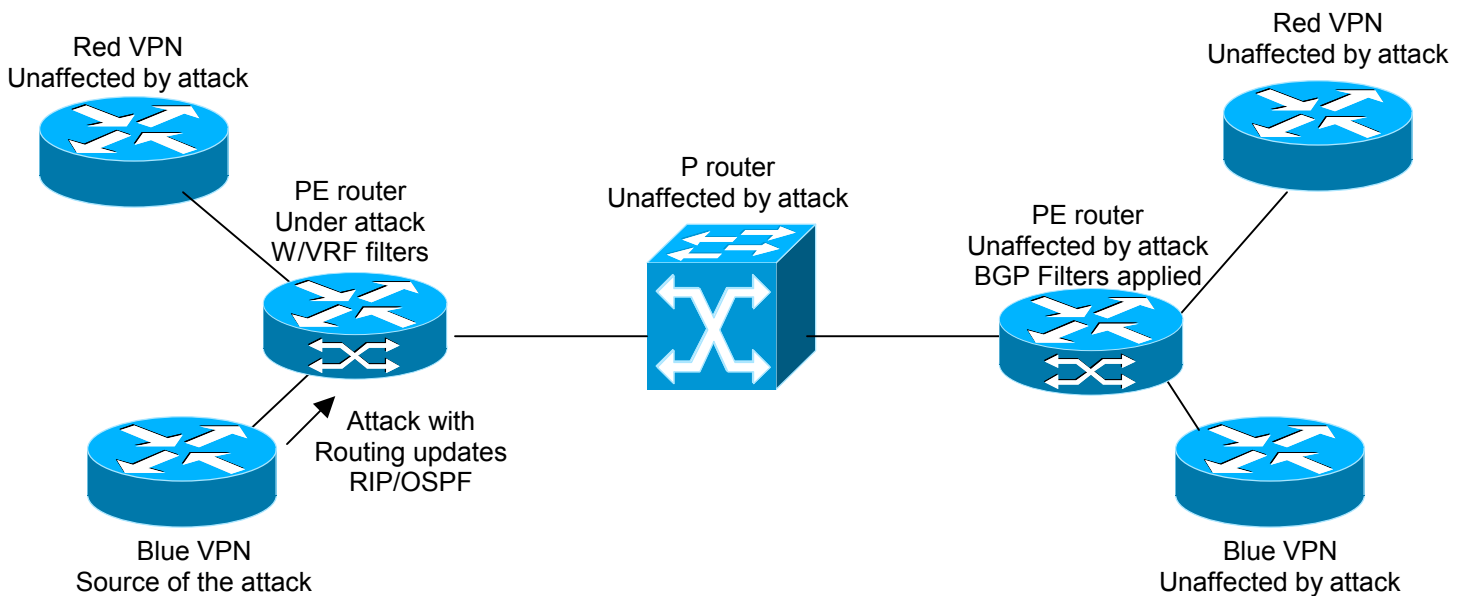 Red VPN
Unaffected by attack
PE router
Under attack
W/VRF filters
Attack with
Routing updates
RIP/OSPF
Blue VPN
Source of the attack
P router
Unaffected by attack
Red VPN
Unaffected by attack
PE router
Unaffected by attack
BGP Filters applied
Blue VPN
Unaffected by attack